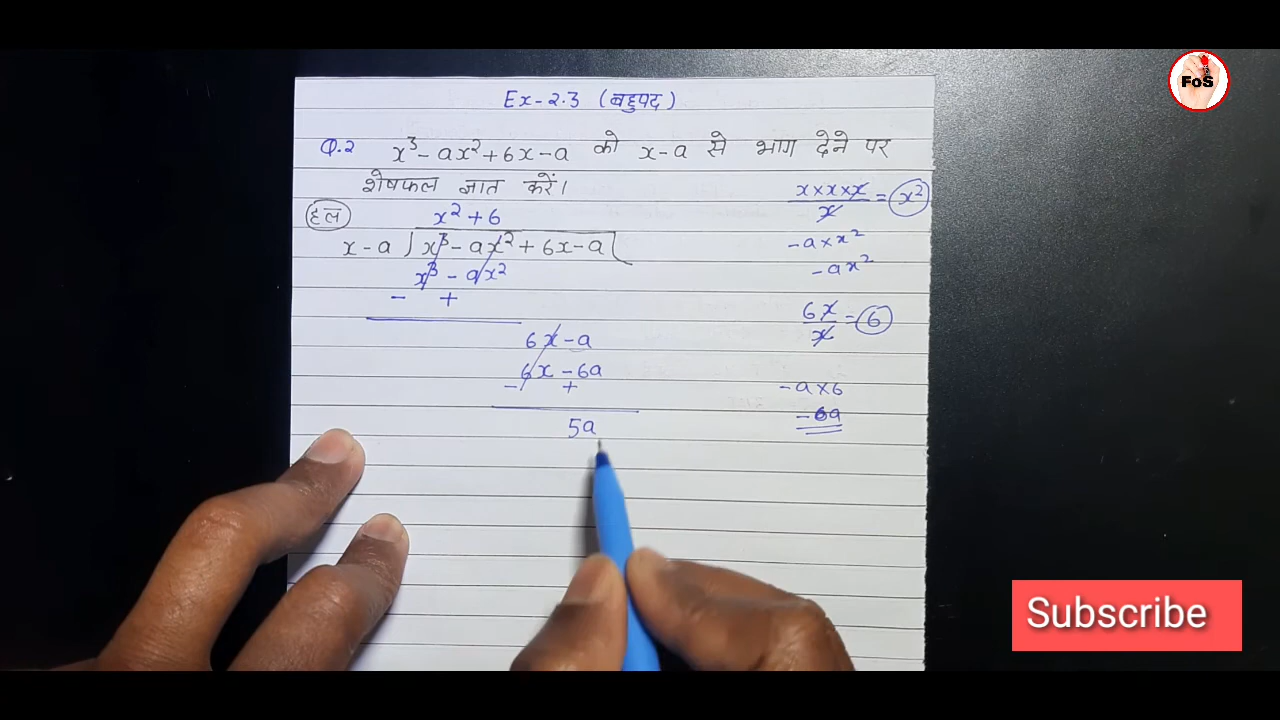 FoS
Ex-2.3 (बहुपद)
Q.2 x³-ax²+6x-a को x-a से भाग देने पर
शेषफल ज्ञात करें।
हल
x²+6
x-a) x³-ax²+6x-a
x³-ax²
- +
6x-a
6x-6a
- +
5a
x×x×x/x = x²
-a×x²
-ax²
6x/x = 6
-a×6
-6a
Subscribe